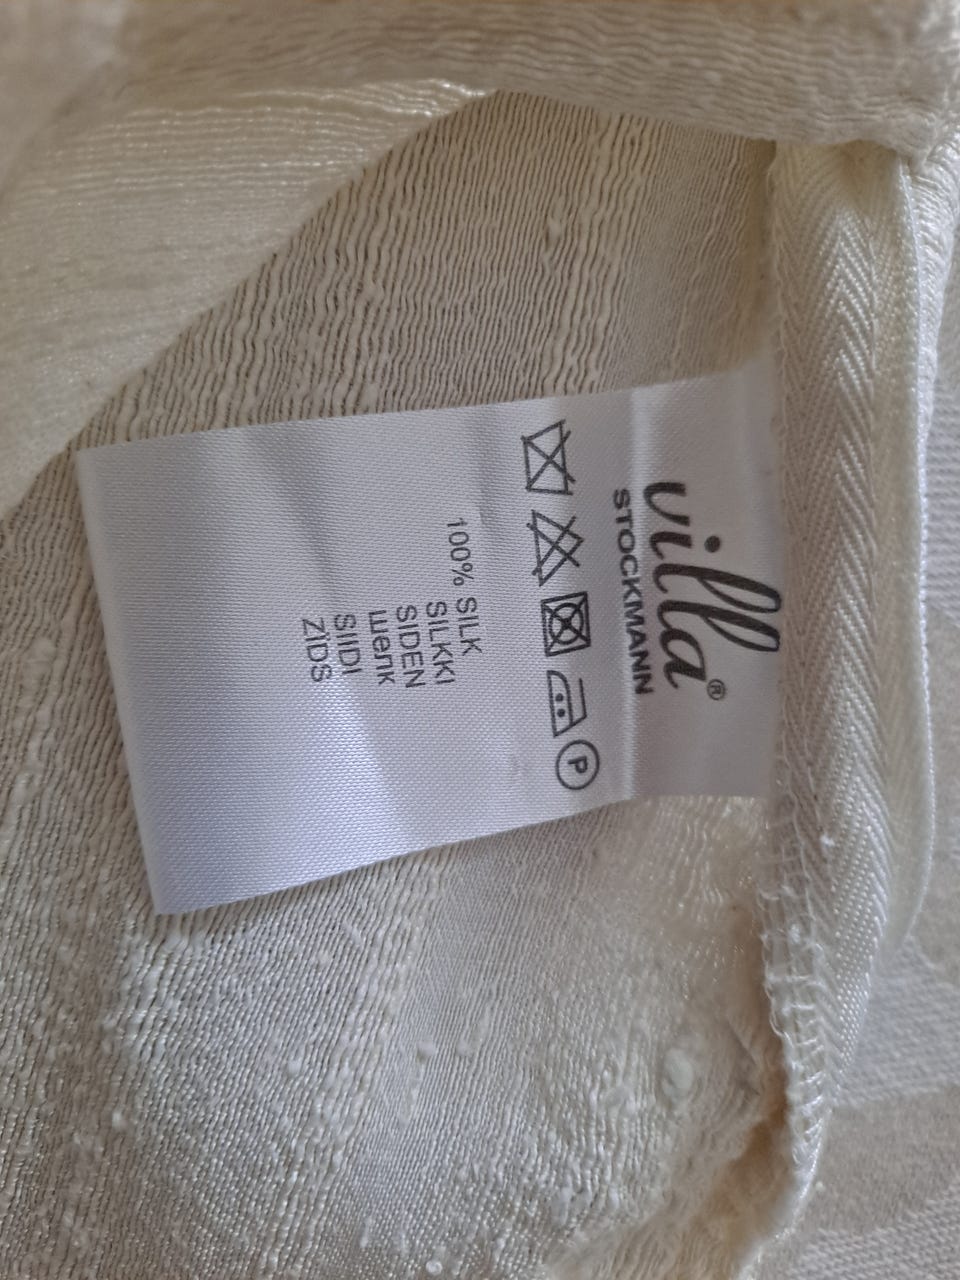 villa®
STOCKMANN
P
100% SILK
SILKKI
SIDEN
шелк
SIIDI
ZĪDS